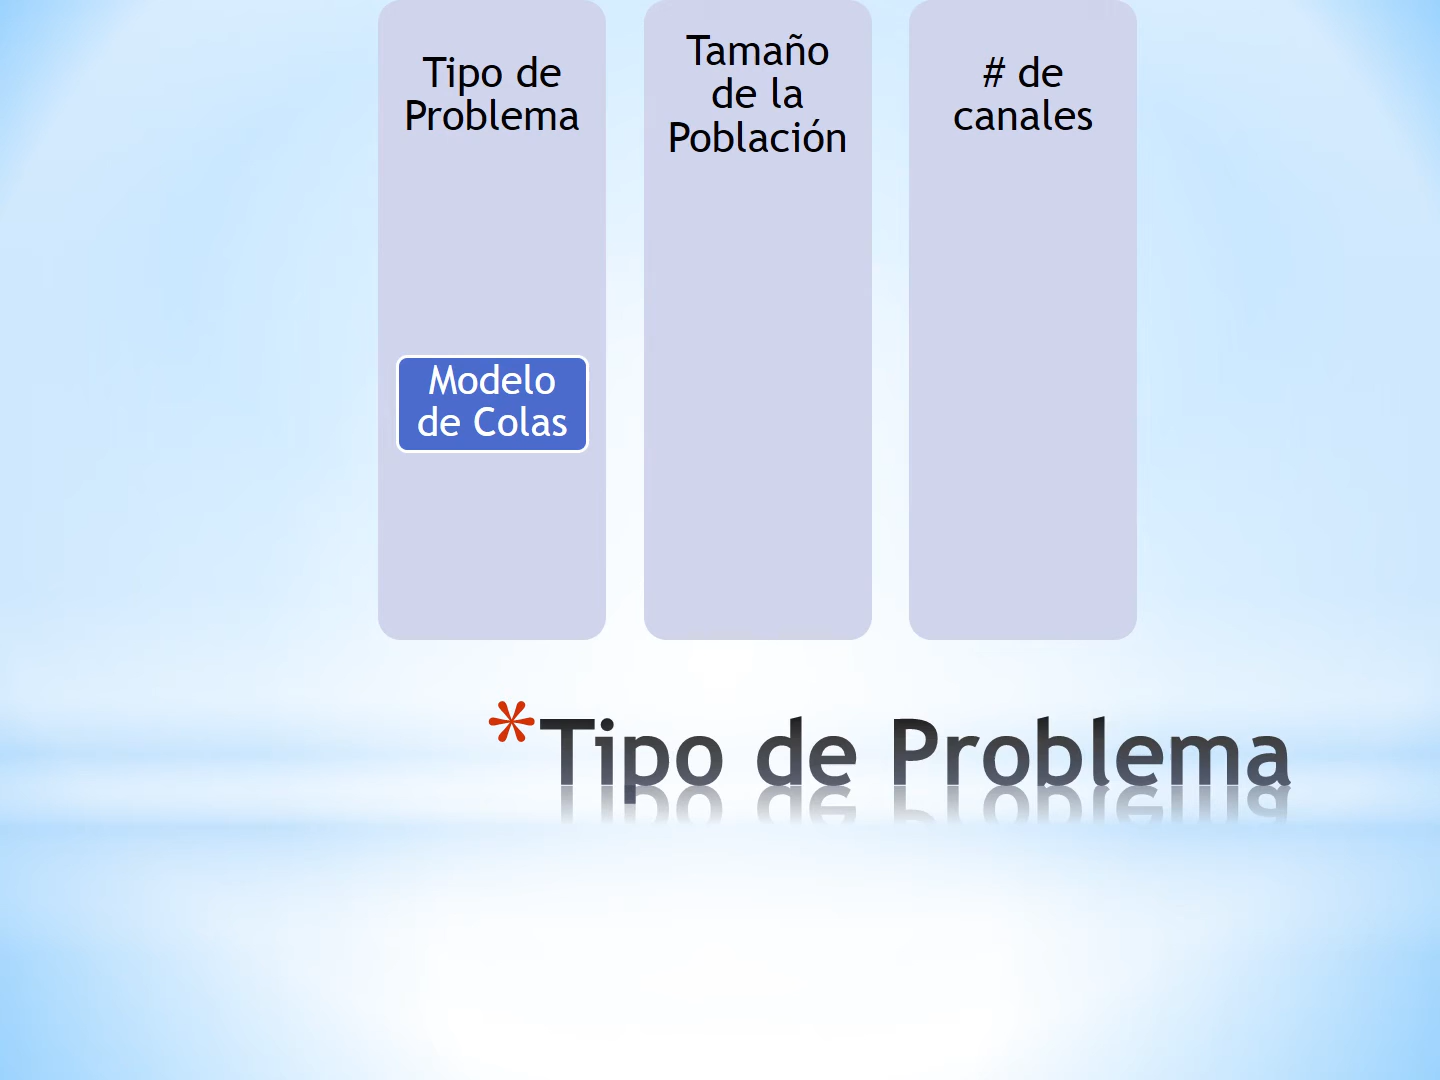 Tipo de
Problema
Tamaño
de la
Población
# de
canales
Modelo
de Colas
*Tipo de Problema